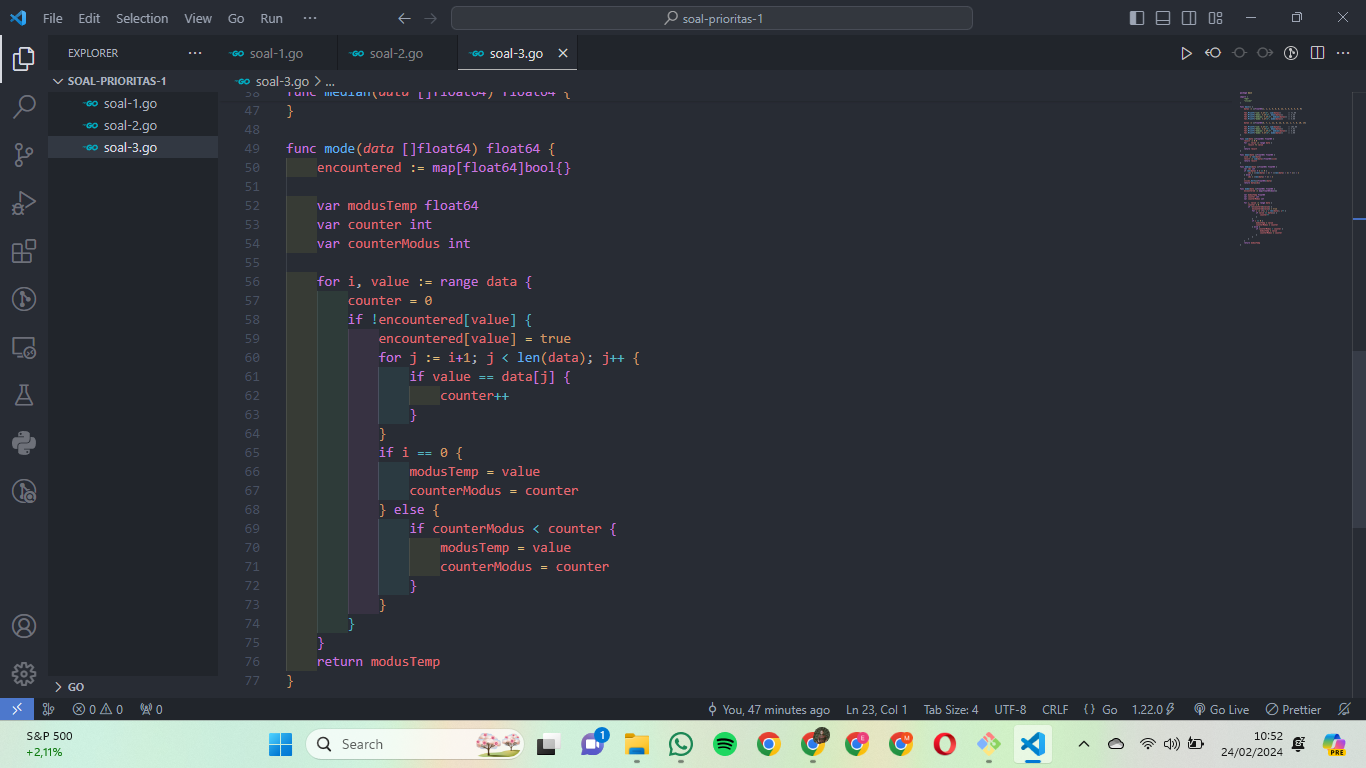 File Edit Selection View Go Run ··· soal-prioritas-1
EXPLORER ··· soal-1.go soal-2.go soal-3.go
SOAL-PRIORITAS-1
soal-3.go > ...
soal-1.go
soal-2.go
soal-3.go
38 func median(data []float64) float64 {
47 }
48
49 func mode(data []float64) float64 {
50 encountered := map[float64]bool{}
51
52 var modusTemp float64
53 var counter int
54 var counterModus int
55
56 for i, value := range data {
57 counter = 0
58 if !encountered[value] {
59 encountered[value] = true
60 for j := i+1; j < len(data); j++ {
61 if value == data[j] {
62 counter++
63 }
64 }
65 if i == 0 {
66 modusTemp = value
67 counterModus = counter
68 } else {
69 if counterModus < counter {
70 modusTemp = value
71 counterModus = counter
72 }
73 }
74 }
75 }
76 return modusTemp
77 }
GO
0 0 0 You, 47 minutes ago Ln 23, Col 1 Tab Size: 4 UTF-8 CRLF {} Go 1.22.0 Go Live Prettier
S&P 500
+2,11%
Search
1
E
M
PRE
10:52
24/02/2024